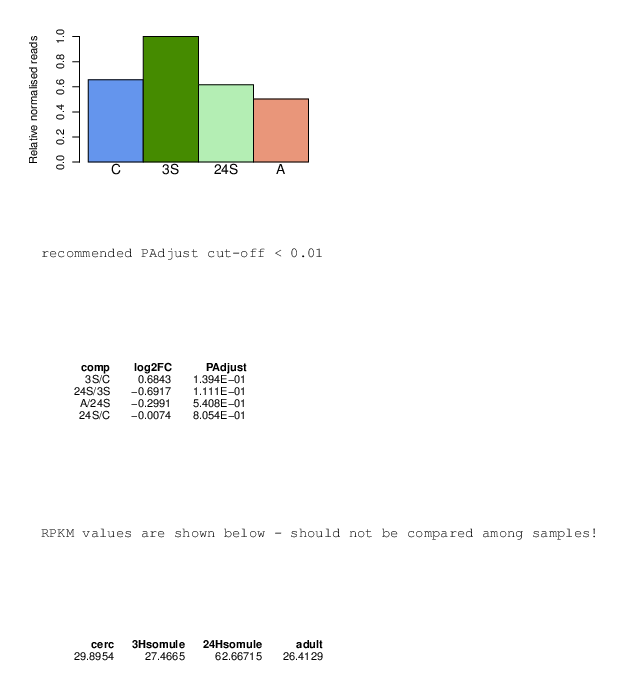 Relative normalised reads
1.0
0.8
0.6
0.4
0.2
0.0
C 3S 24S A
recommended PAdjust cut-off < 0.01
comp log2FC PAdjust
3S/C 0.6843 1.394E−01
24S/3S −0.6917 1.111E−01
A/24S −0.2991 5.408E−01
24S/C −0.0074 8.054E−01
RPKM values are shown below - should not be compared among samples!
cerc 3Hsomule 24Hsomule adult
29.8954 27.4665 62.66715 26.4129